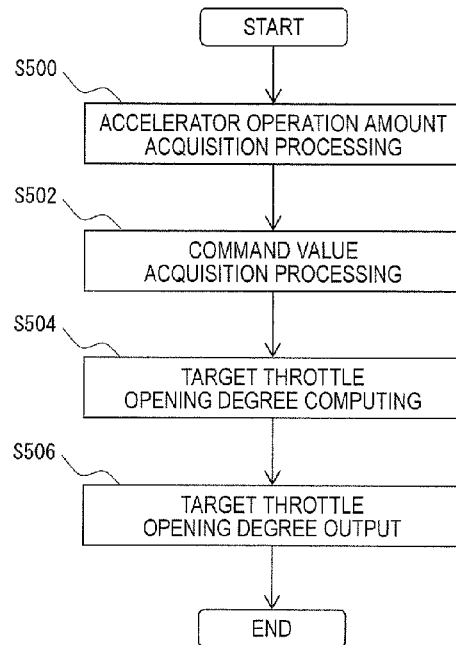 START
S500
ACCELERATOR OPERATION AMOUNT
ACQUISITION PROCESSING
S502
COMMAND VALUE
ACQUISITION PROCESSING
S504
TARGET THROTTLE
OPENING DEGREE COMPUTING
S506
TARGET THROTTLE
OPENING DEGREE OUTPUT
END